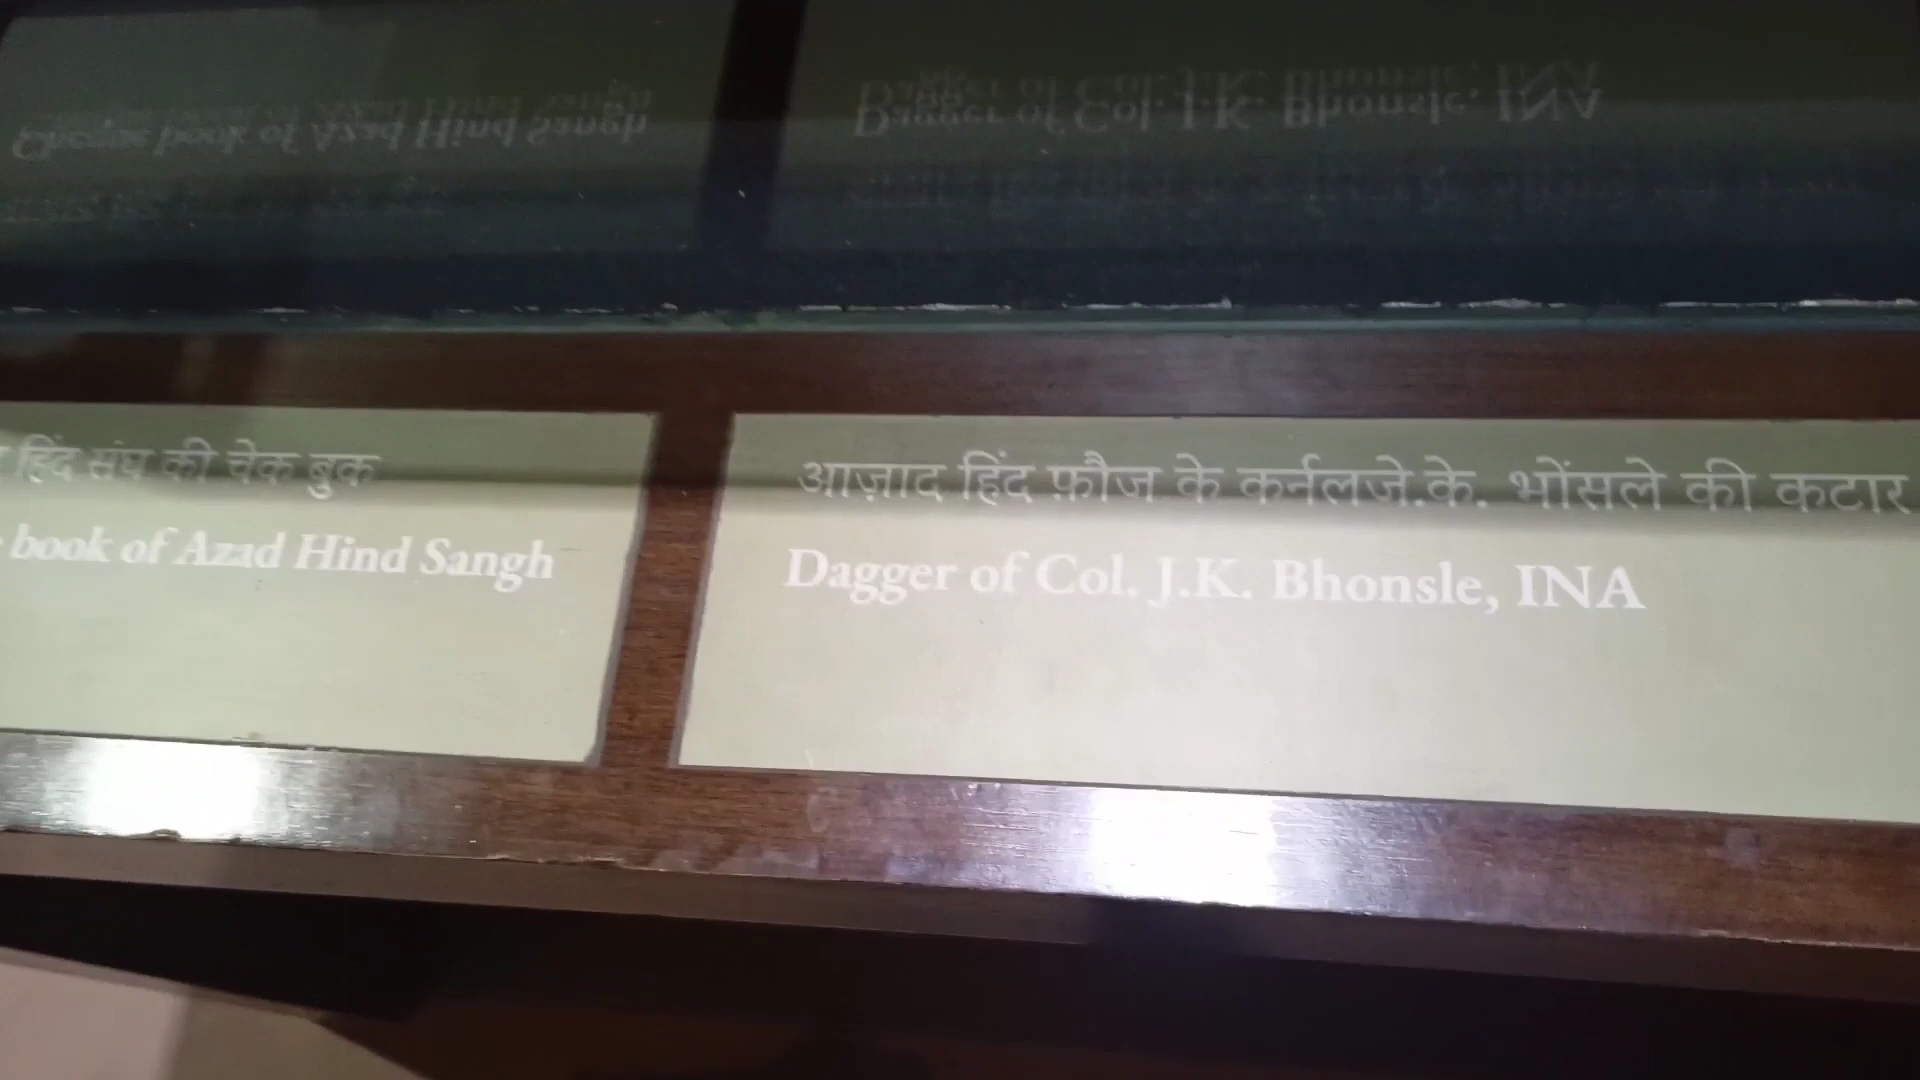 हिंद संघ की चेक बुक
book of Azad Hind Sangh
आज़ाद हिंद फ़ौज के कर्नलजे.के. भोंसले की कटार
Dagger of Col. J.K. Bhonsle, INA